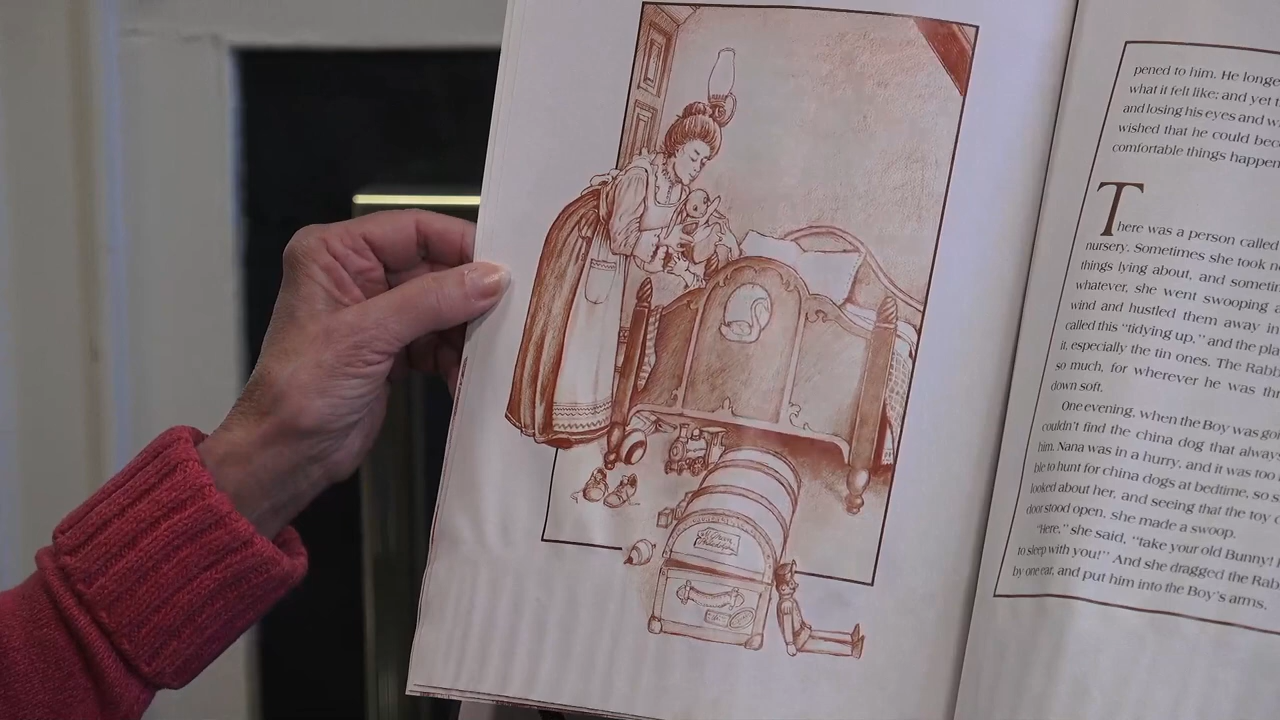 pened to him. He longe
what it felt like; and yet t
and losing his eyes and w
wished that he could bec
comfortable things happen
There was a person called
nursery. Sometimes she took n
things lying about, and someti
whatever, she went swooping a
wind and hustled them away in
called this "tidying up," and the pla
it, especially the tin ones. The Rabb
so much, for wherever he was thr
down soft.
One evening, when the Boy was go
couldn't find the china dog that always
him. Nana was in a hurry, and it was too
ble to hunt for china dogs at bedtime, so s
looked about her, and seeing that the toy c
door stood open, she made a swoop.
"Here," she said, "take your old Bunny!
to sleep with you!" And she dragged the Rab
by one ear, and put him into the Boy's arms.